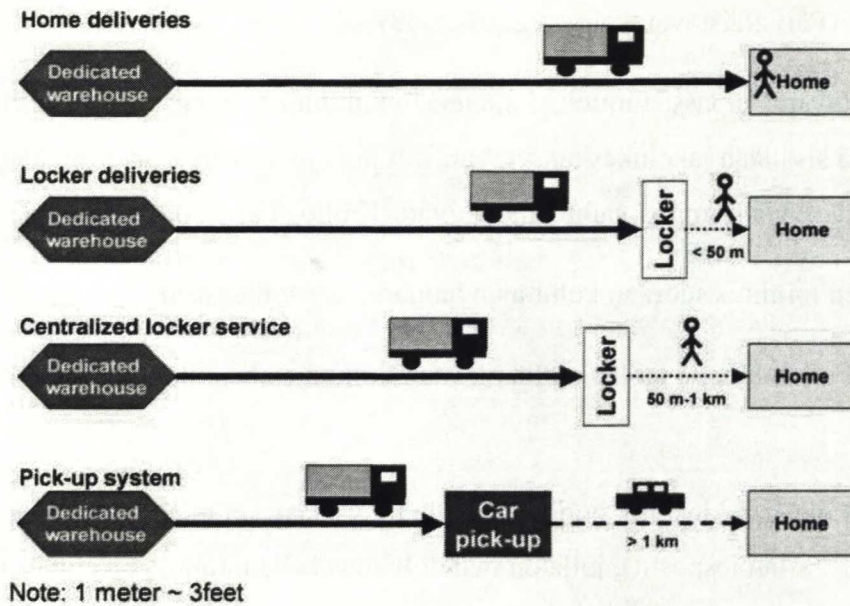 Home deliveries
Dedicated
warehouse
Home
Locker deliveries
Dedicated
warehouse
Locker
< 50 m
Home
Centralized locker service
Dedicated
warehouse
Locker
50 m-1 km
Home
Pick-up system
Dedicated
warehouse
Car
pick-up
> 1 km
Home
Note: 1 meter ~ 3feet